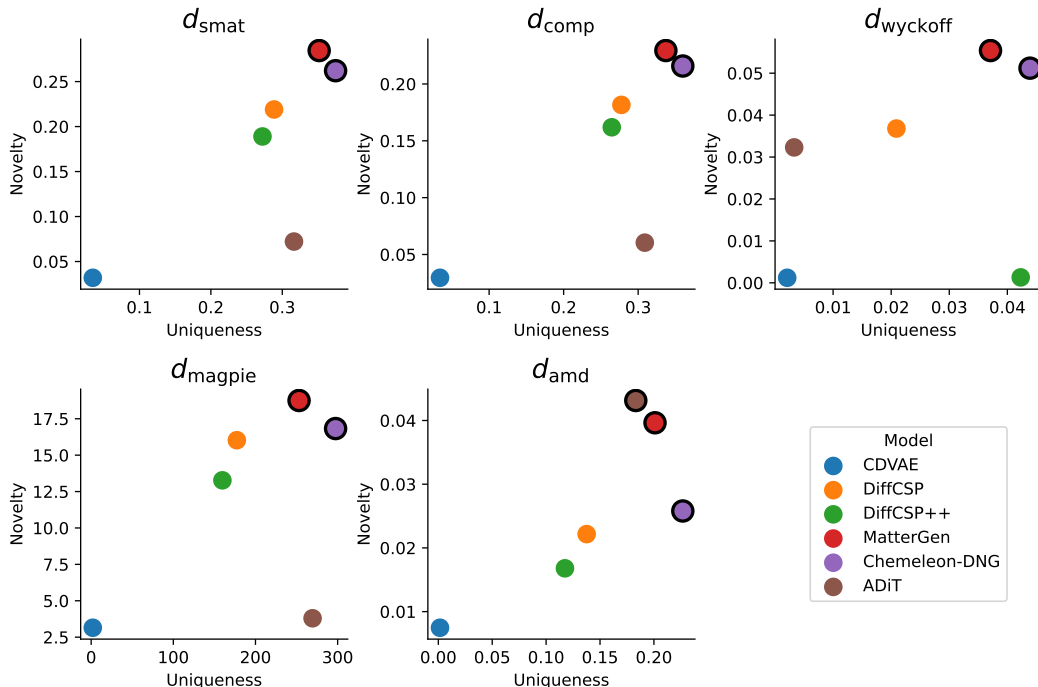 d_smat
0.25
0.20
0.15
0.10
0.05
Novelty
0.1 0.2 0.3
Uniqueness
d_comp
0.20
0.15
0.10
0.05
Novelty
0.1 0.2 0.3
Uniqueness
d_wyckoff
0.05
0.04
0.03
0.02
0.01
0.00
Novelty
0.01 0.02 0.03 0.04
Uniqueness
d_magpie
17.5
15.0
12.5
10.0
7.5
5.0
2.5
Novelty
0 100 200 300
Uniqueness
d_amd
0.04
0.03
0.02
0.01
Novelty
0.00 0.05 0.10 0.15 0.20
Uniqueness
Model
CDVAE
DiffCSP
DiffCSP++
MatterGen
Chemeleon-DNG
ADiT